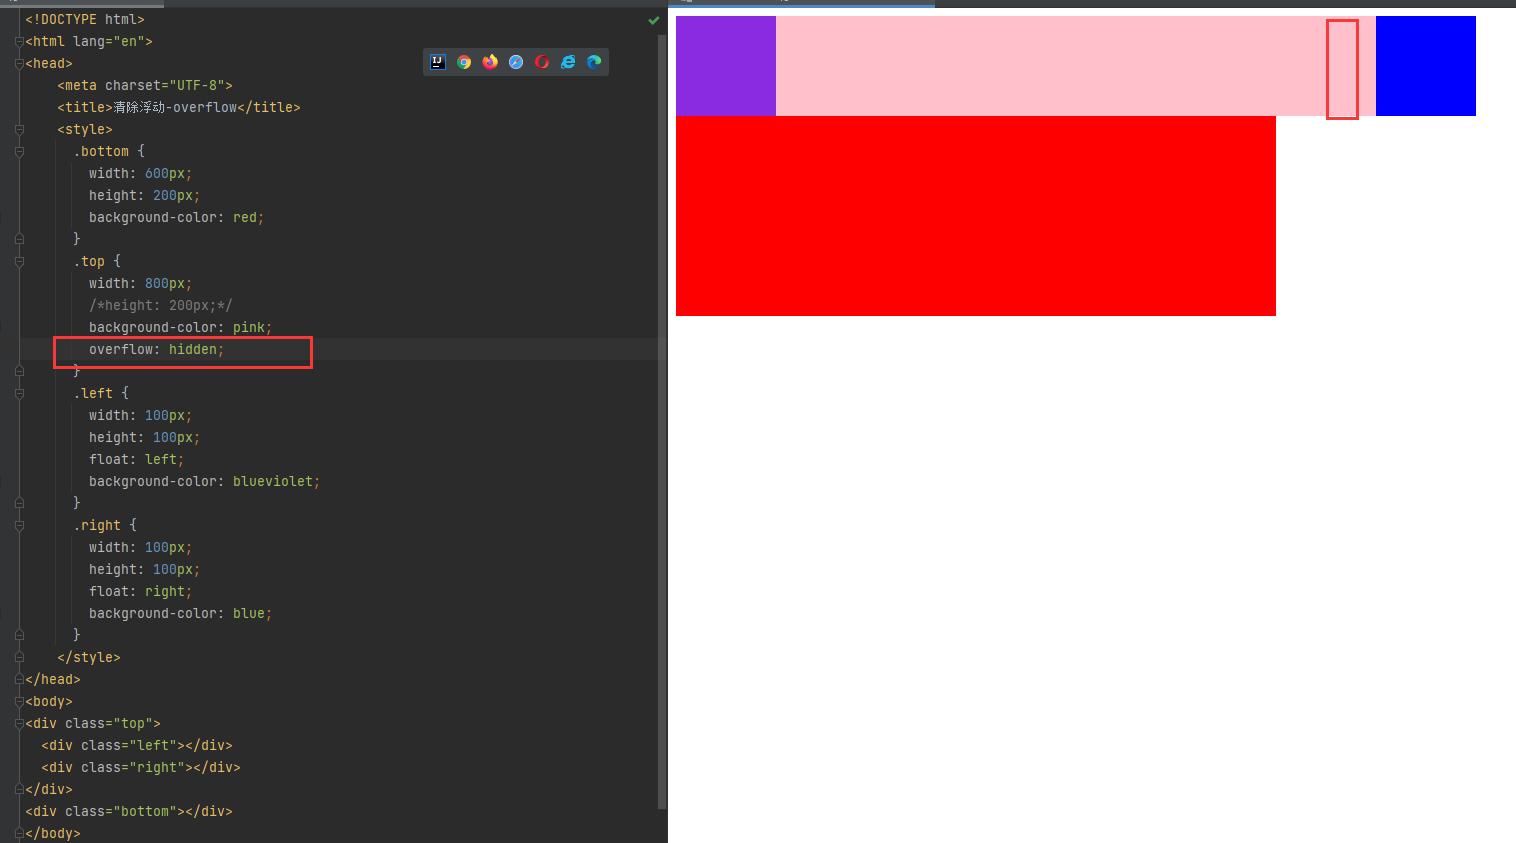 <!DOCTYPE html>
<html lang="en">
<head>
    <meta charset="UTF-8">
    <title>清除浮动-overflow</title>
    <style>
      .bottom {
        width: 600px;
        height: 200px;
        background-color: red;
      }
      .top {
        width: 800px;
        /*height: 200px;*/
        background-color: pink;
        overflow: hidden;
      }
      .left {
        width: 100px;
        height: 100px;
        float: left;
        background-color: blueviolet;
      }
      .right {
        width: 100px;
        height: 100px;
        float: right;
        background-color: blue;
      }
    </style>
</head>
<body>
<div class="top">
  <div class="left"></div>
  <div class="right"></div>
</div>
<div class="bottom"></div>
</body>